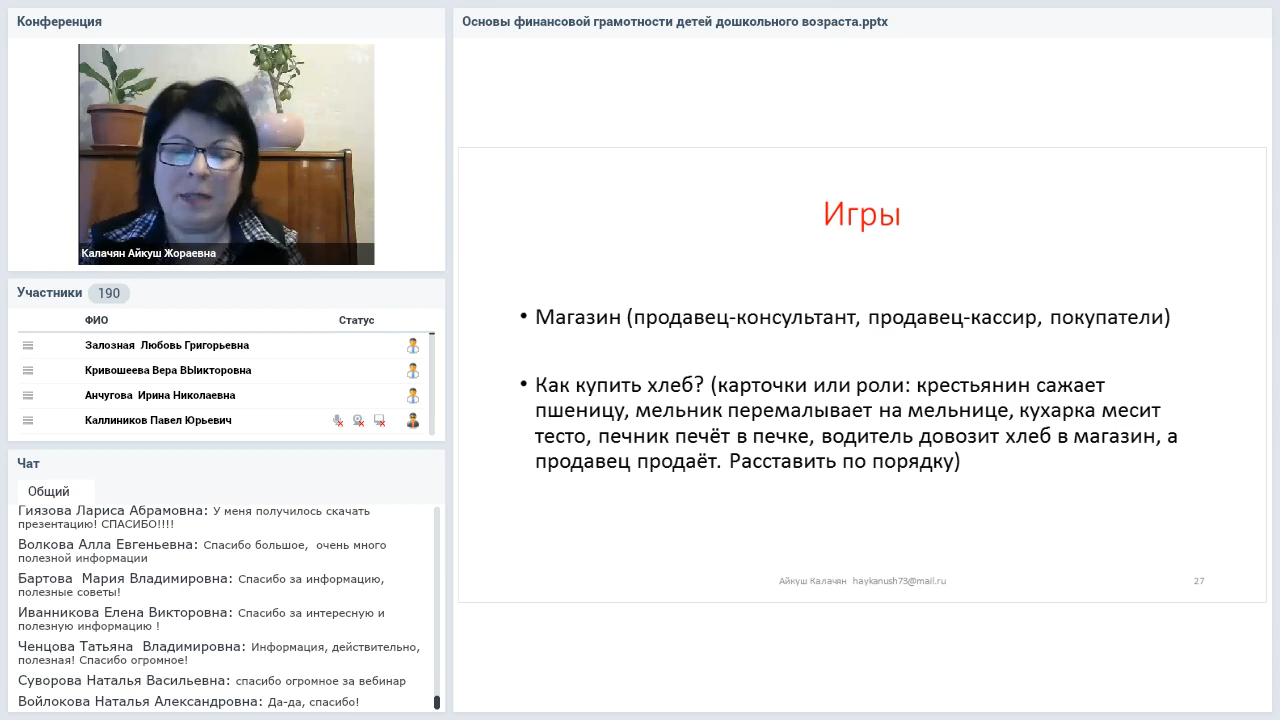 Конференция
Калачян Айкуш Жораевна
Участники 190
ФИО Статус
Залозная Любовь Григорьевна
Кривошеева Вера ВЫикторовна
Анчугова Ирина Николаевна
Каллиников Павел Юрьевич
Чат
Общий
Гиязова Лариса Абрамовна: У меня получилось скачать
презентацию! СПАСИБО!!!!
Волкова Алла Евгеньевна: Спасибо большое, очень много
полезной информации
Бартова Мария Владимировна: Спасибо за информацию,
полезные советы!
Иванникова Елена Викторовна: Спасибо за интересную и
полезную информацию !
Ченцова Татьяна Владимировна: Информация, действительно,
полезная! Спасибо огромное!
Суворова Наталья Васильевна: спасибо огромное за вебинар
Войлокова Наталья Александровна: Да-да, спасибо!
Основы финансовой грамотности детей дошкольного возраста.pptx
Игры
• Магазин (продавец-консультант, продавец-кассир, покупатели)
• Как купить хлеб? (карточки или роли: крестьянин сажает
пшеницу, мельник перемалывает на мельнице, кухарка месит
тесто, печник печёт в печке, водитель довозит хлеб в магазин, а
продавец продаёт. Расставить по порядку)
Айкуш Калачян haykanush73@mail.ru 27